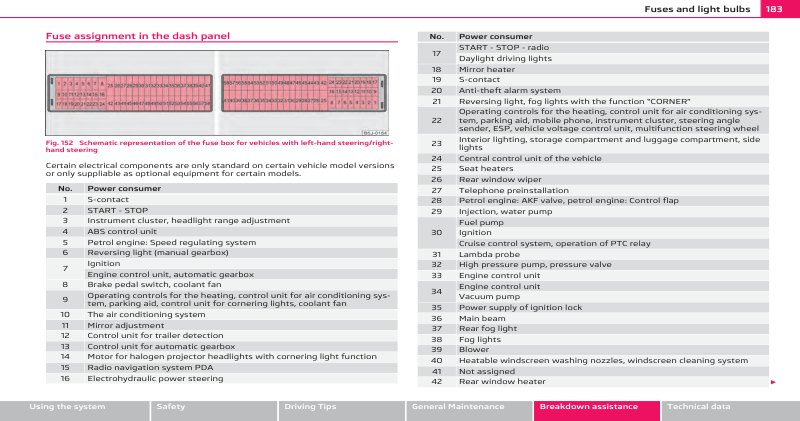 Fuses and light bulbs 183
Fuse assignment in the dash panel
Fig. 152 Schematic representation of the fuse box for vehicles with left-hand steering/right-
hand steering
Certain electrical components are only standard on certain vehicle model versions
or only suppliable as optional equipment for certain models.
No. Power consumer
1 S-contact
2 START - STOP
3 Instrument cluster, headlight range adjustment
4 ABS control unit
5 Petrol engine: Speed regulating system
6 Reversing light (manual gearbox)
7 Ignition
Engine control unit, automatic gearbox
8 Brake pedal switch, coolant fan
9 Operating controls for the heating, control unit for air conditioning sys-
tem, parking aid, control unit for cornering lights, coolant fan
10 The air conditioning system
11 Mirror adjustment
12 Control unit for trailer detection
13 Control unit for automatic gearbox
14 Motor for halogen projector headlights with cornering light function
15 Radio navigation system PDA
16 Electrohydraulic power steering
No. Power consumer
17 START - STOP - radio
Daylight driving lights
18 Mirror heater
19 S-contact
20 Anti-theft alarm system
21 Reversing light, fog lights with the function "CORNER"
22 Operating controls for the heating, control unit for air conditioning sys-
tem, parking aid, mobile phone, instrument cluster, steering angle
sender, ESP, vehicle voltage control unit, multifunction steering wheel
23 Interior lighting, storage compartment and luggage compartment, side
lights
24 Central control unit of the vehicle
25 Seat heaters
26 Rear window wiper
27 Telephone preinstallation
28 Petrol engine: AKF valve, petrol engine: Control flap
29 Injection, water pump
30 Fuel pump
Ignition
Cruise control system, operation of PTC relay
31 Lambda probe
32 High pressure pump, pressure valve
33 Engine control unit
34 Engine control unit
Vacuum pump
35 Power supply of ignition lock
36 Main beam
37 Rear fog light
38 Fog lights
39 Blower
40 Heatable windscreen washing nozzles, windscreen cleaning system
41 Not assigned
42 Rear window heater
Using the system Safety Driving Tips General Maintenance Breakdown assistance Technical data